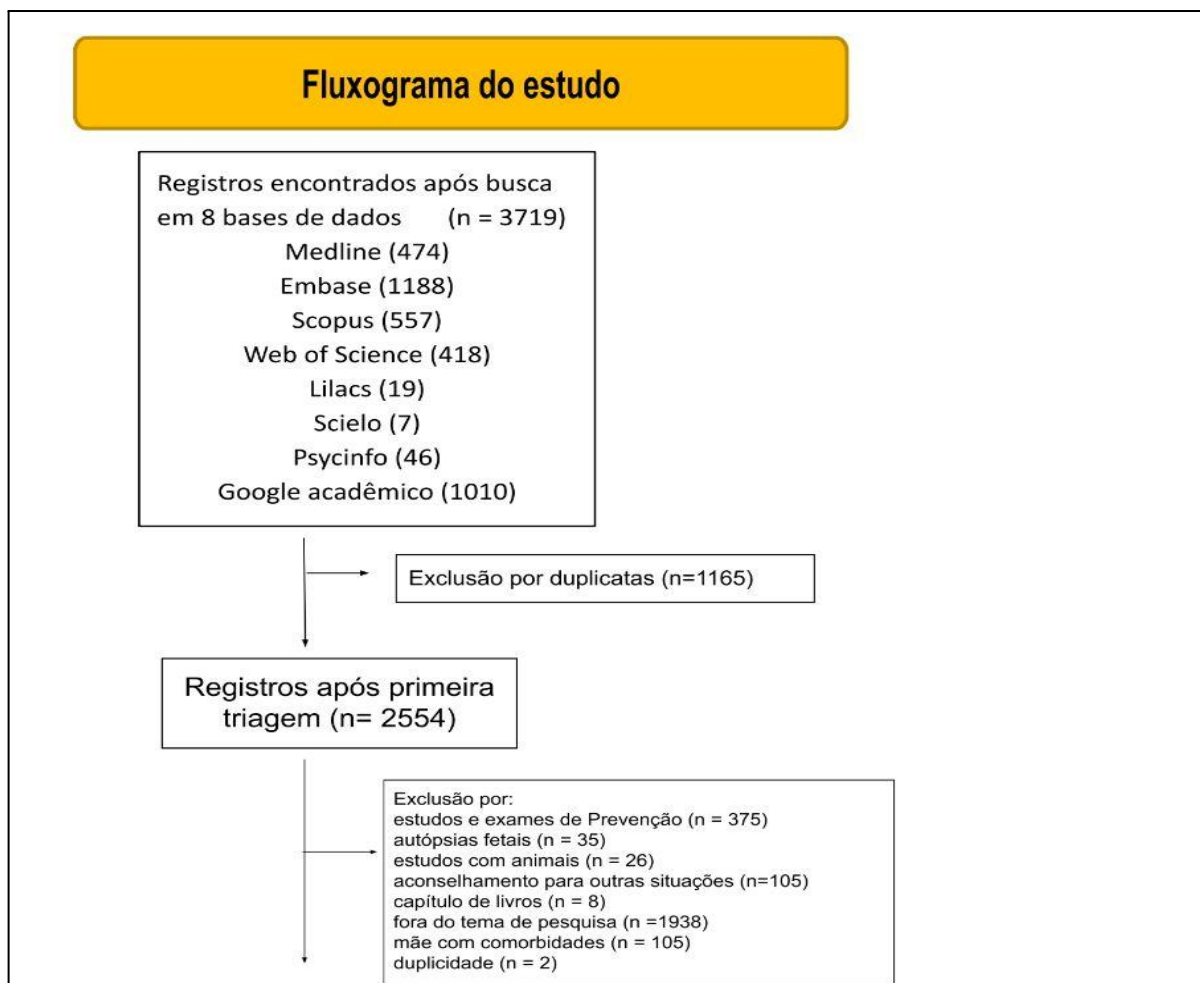 Fluxograma do estudo
Registros encontrados após busca
em 8 bases de dados (n = 3719)
Medline (474)
Embase (1188)
Scopus (557)
Web of Science (418)
Lilacs (19)
Scielo (7)
Psycinfo (46)
Google acadêmico (1010)
Exclusão por duplicatas (n=1165)
Registros após primeira
triagem (n= 2554)
Exclusão por:
estudos e exames de Prevenção (n = 375)
autópsias fetais (n = 35)
estudos com animais (n = 26)
aconselhamento para outras situações (n=105)
capítulo de livros (n = 8)
fora do tema de pesquisa (n =1938)
mãe com comorbidades (n = 105)
duplicidade (n = 2)